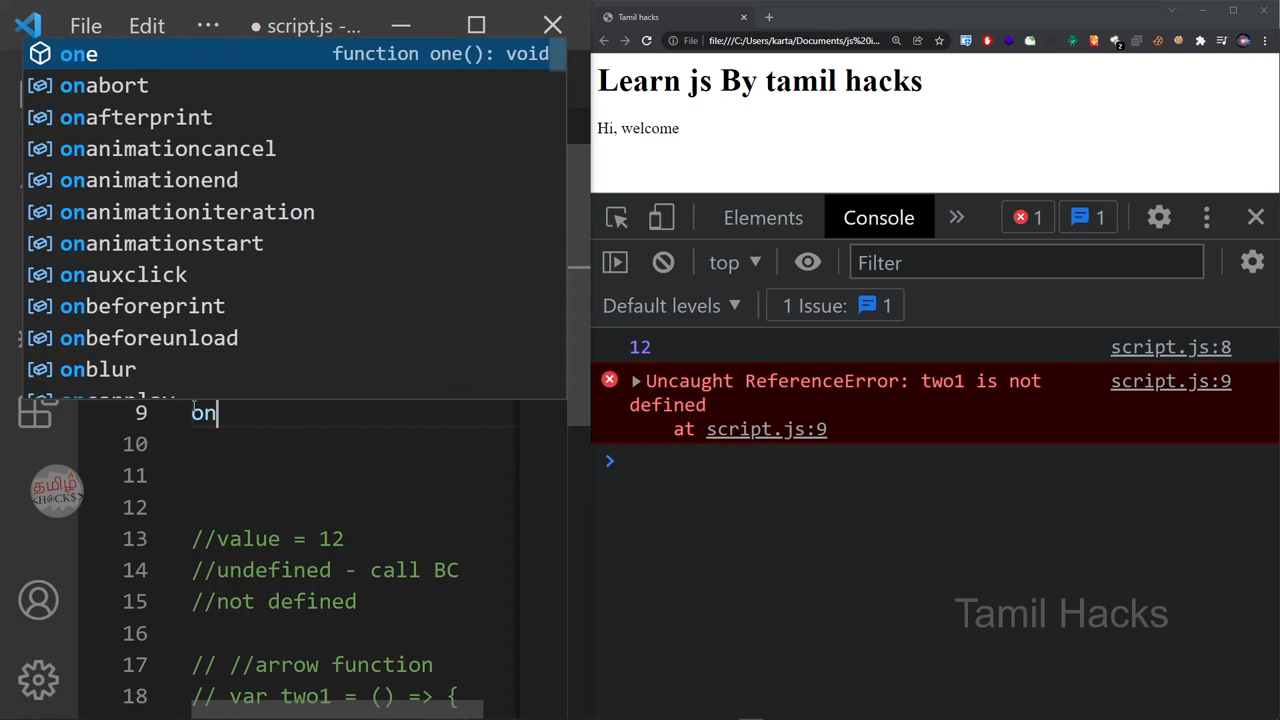 File Edit ··· ● script.js -...
one function one(): void
onabort
onafterprint
onanimationcancel
onanimationend
onanimationiteration
onanimationstart
onauxclick
onbeforeprint
onbeforeunload
onblur
9 on
10
11
12
13 //value = 12
14 //undefined - call BC
15 //not defined
16
17 // //arrow function
18 // var two1 = () => {
தமிழ்
<H@CK$>
Tamil hacks
File file:///C:/Users/karta/Documents/js%20i...
Learn js By tamil hacks
Hi, welcome
Elements Console » 1 1
top Filter
Default levels 1 Issue: 1
12 script.js:8
Uncaught ReferenceError: two1 is not script.js:9
defined
at script.js:9
Tamil Hacks